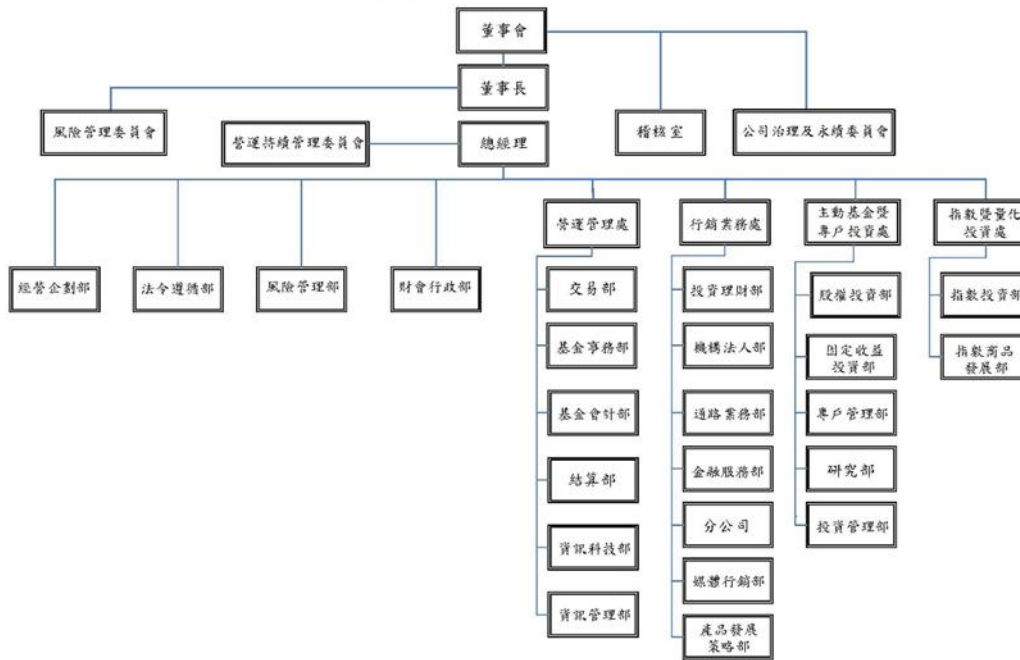 董事會
董事長
風險管理委員會
營運持續管理委員會
總經理
稽核室
公司治理及永續委員會
營運管理處
行銷業務處
主動基金暨
專戶投資處
指數暨量化
投資處
經營企劃部
法令遵循部
風險管理部
財會行政部
交易部
基金事務部
基金會計部
結算部
資訊科技部
資訊管理部
投資理財部
機構法人部
通路業務部
金融服務部
分公司
媒體行銷部
產品發展
策略部
股權投資部
固定收益
投資部
專戶管理部
研究部
投資管理部
指數投資部
指數商品
發展部